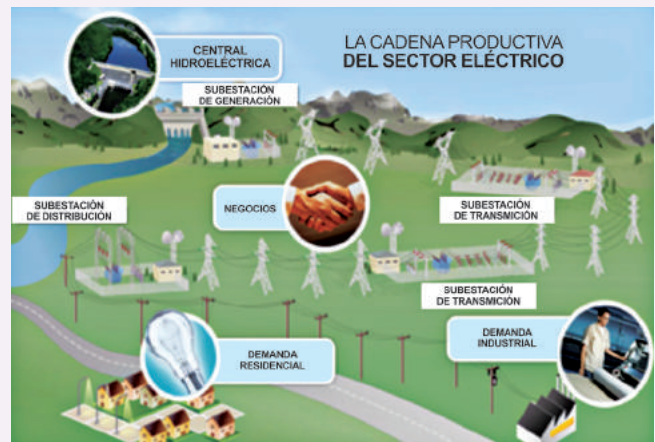 LA CADENA PRODUCTIVA
DEL SECTOR ELÉCTRICO
CENTRAL
HIDROELÉCTRICA
SUBESTACIÓN
DE GENERACIÓN
SUBESTACIÓN
DE DISTRIBUCIÓN
NEGOCIOS
SUBESTACIÓN
DE TRANSMICIÓN
SUBESTACIÓN
DE TRANSMICIÓN
DEMANDA
RESIDENCIAL
DEMANDA
INDUSTRIAL